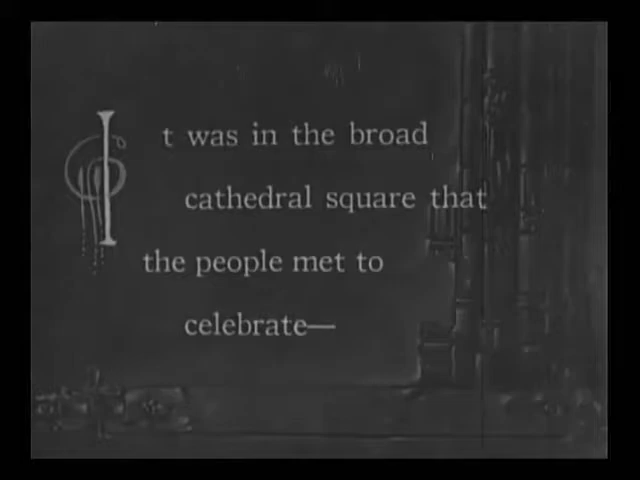 It was in the broad
cathedral square that
the people met to
celebrate—